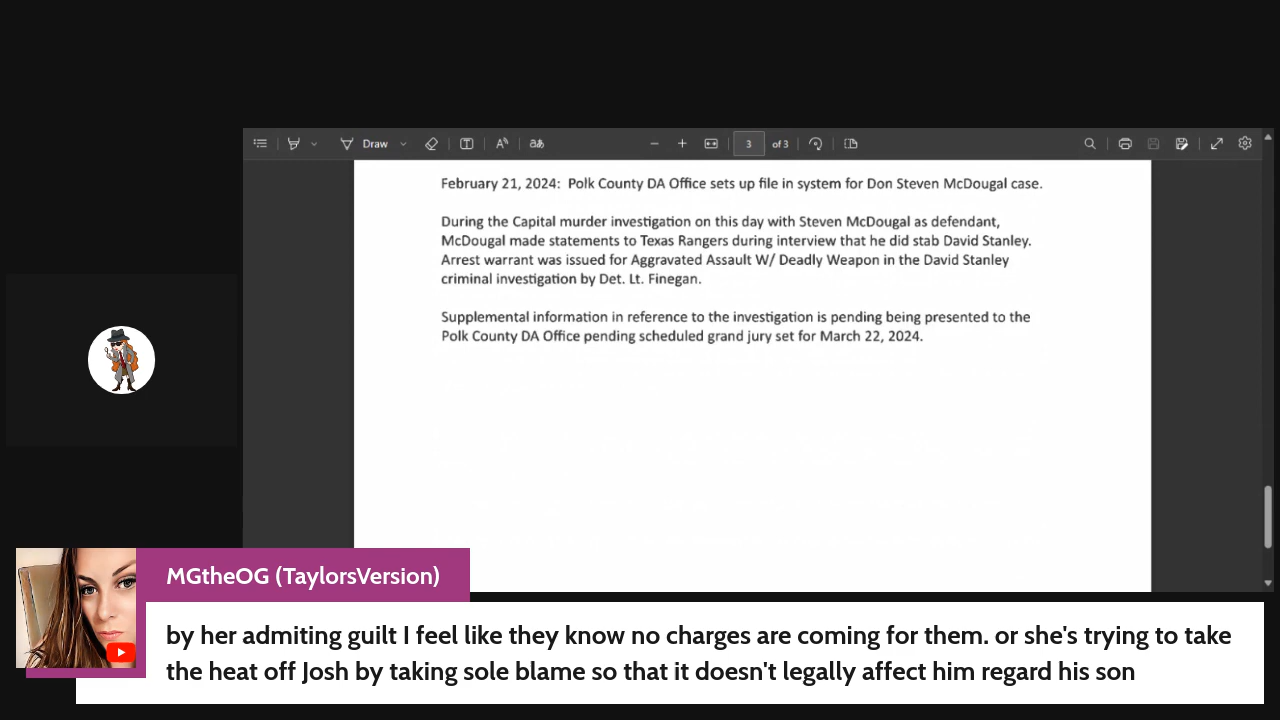 Draw
aあ
3 of 3
February 21, 2024: Polk County DA Office sets up file in system for Don Steven McDougal case.
During the Capital murder investigation on this day with Steven McDougal as defendant,
McDougal made statements to Texas Rangers during interview that he did stab David Stanley.
Arrest warrant was issued for Aggravated Assault W/ Deadly Weapon in the David Stanley
criminal investigation by Det. Lt. Finegan.
Supplemental information in reference to the investigation is pending being presented to the
Polk County DA Office pending scheduled grand jury set for March 22, 2024.
MGtheOG (TaylorsVersion)
by her admiting guilt I feel like they know no charges are coming for them. or she's trying to take
the heat off Josh by taking sole blame so that it doesn't legally affect him regard his son